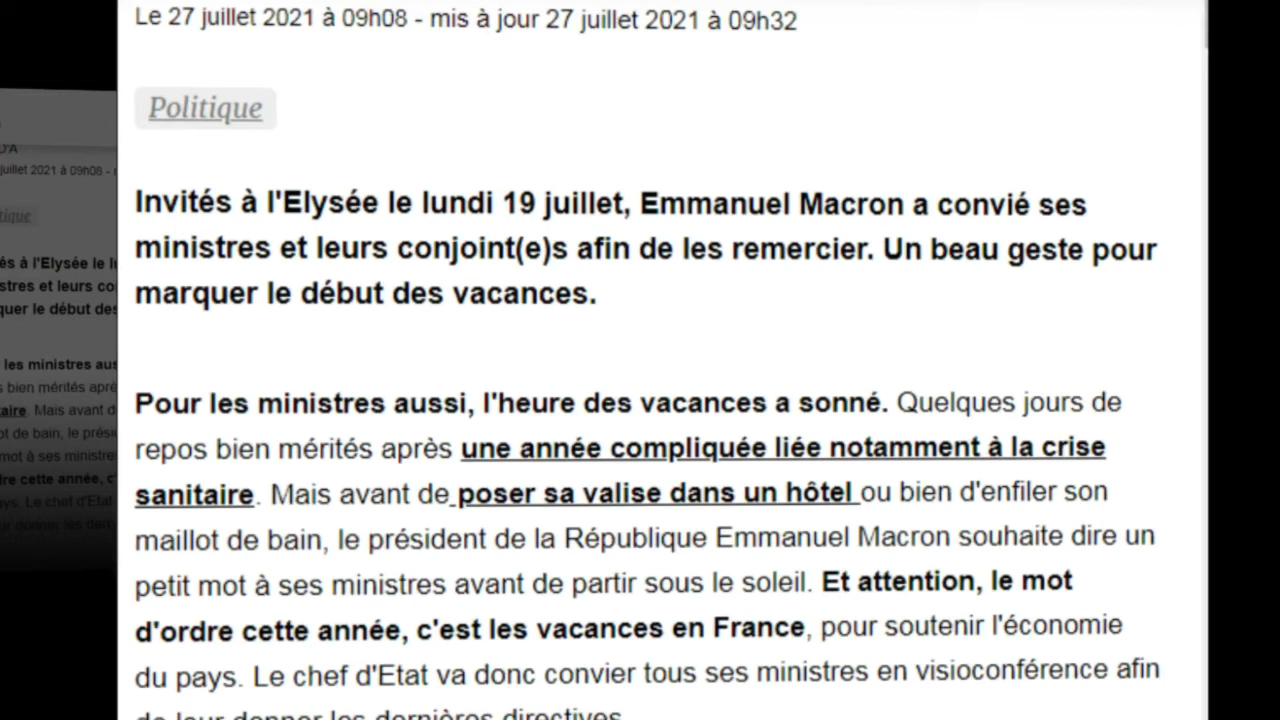 Le 27 juillet 2021 à 09h08 - mis à jour 27 juillet 2021 à 09h32
Politique
Invités à l'Elysée le lundi 19 juillet, Emmanuel Macron a convié ses
ministres et leurs conjoint(e)s afin de les remercier. Un beau geste pour
marquer le début des vacances.
Pour les ministres aussi, l'heure des vacances a sonné. Quelques jours de
repos bien mérités après une année compliquée liée notamment à la crise
sanitaire. Mais avant de poser sa valise dans un hôtel ou bien d'enfiler son
maillot de bain, le président de la République Emmanuel Macron souhaite dire un
petit mot à ses ministres avant de partir sous le soleil. Et attention, le mot
d'ordre cette année, c'est les vacances en France, pour soutenir l'économie
du pays. Le chef d'Etat va donc convier tous ses ministres en visioconférence afin
de leur donner les dernières directives.